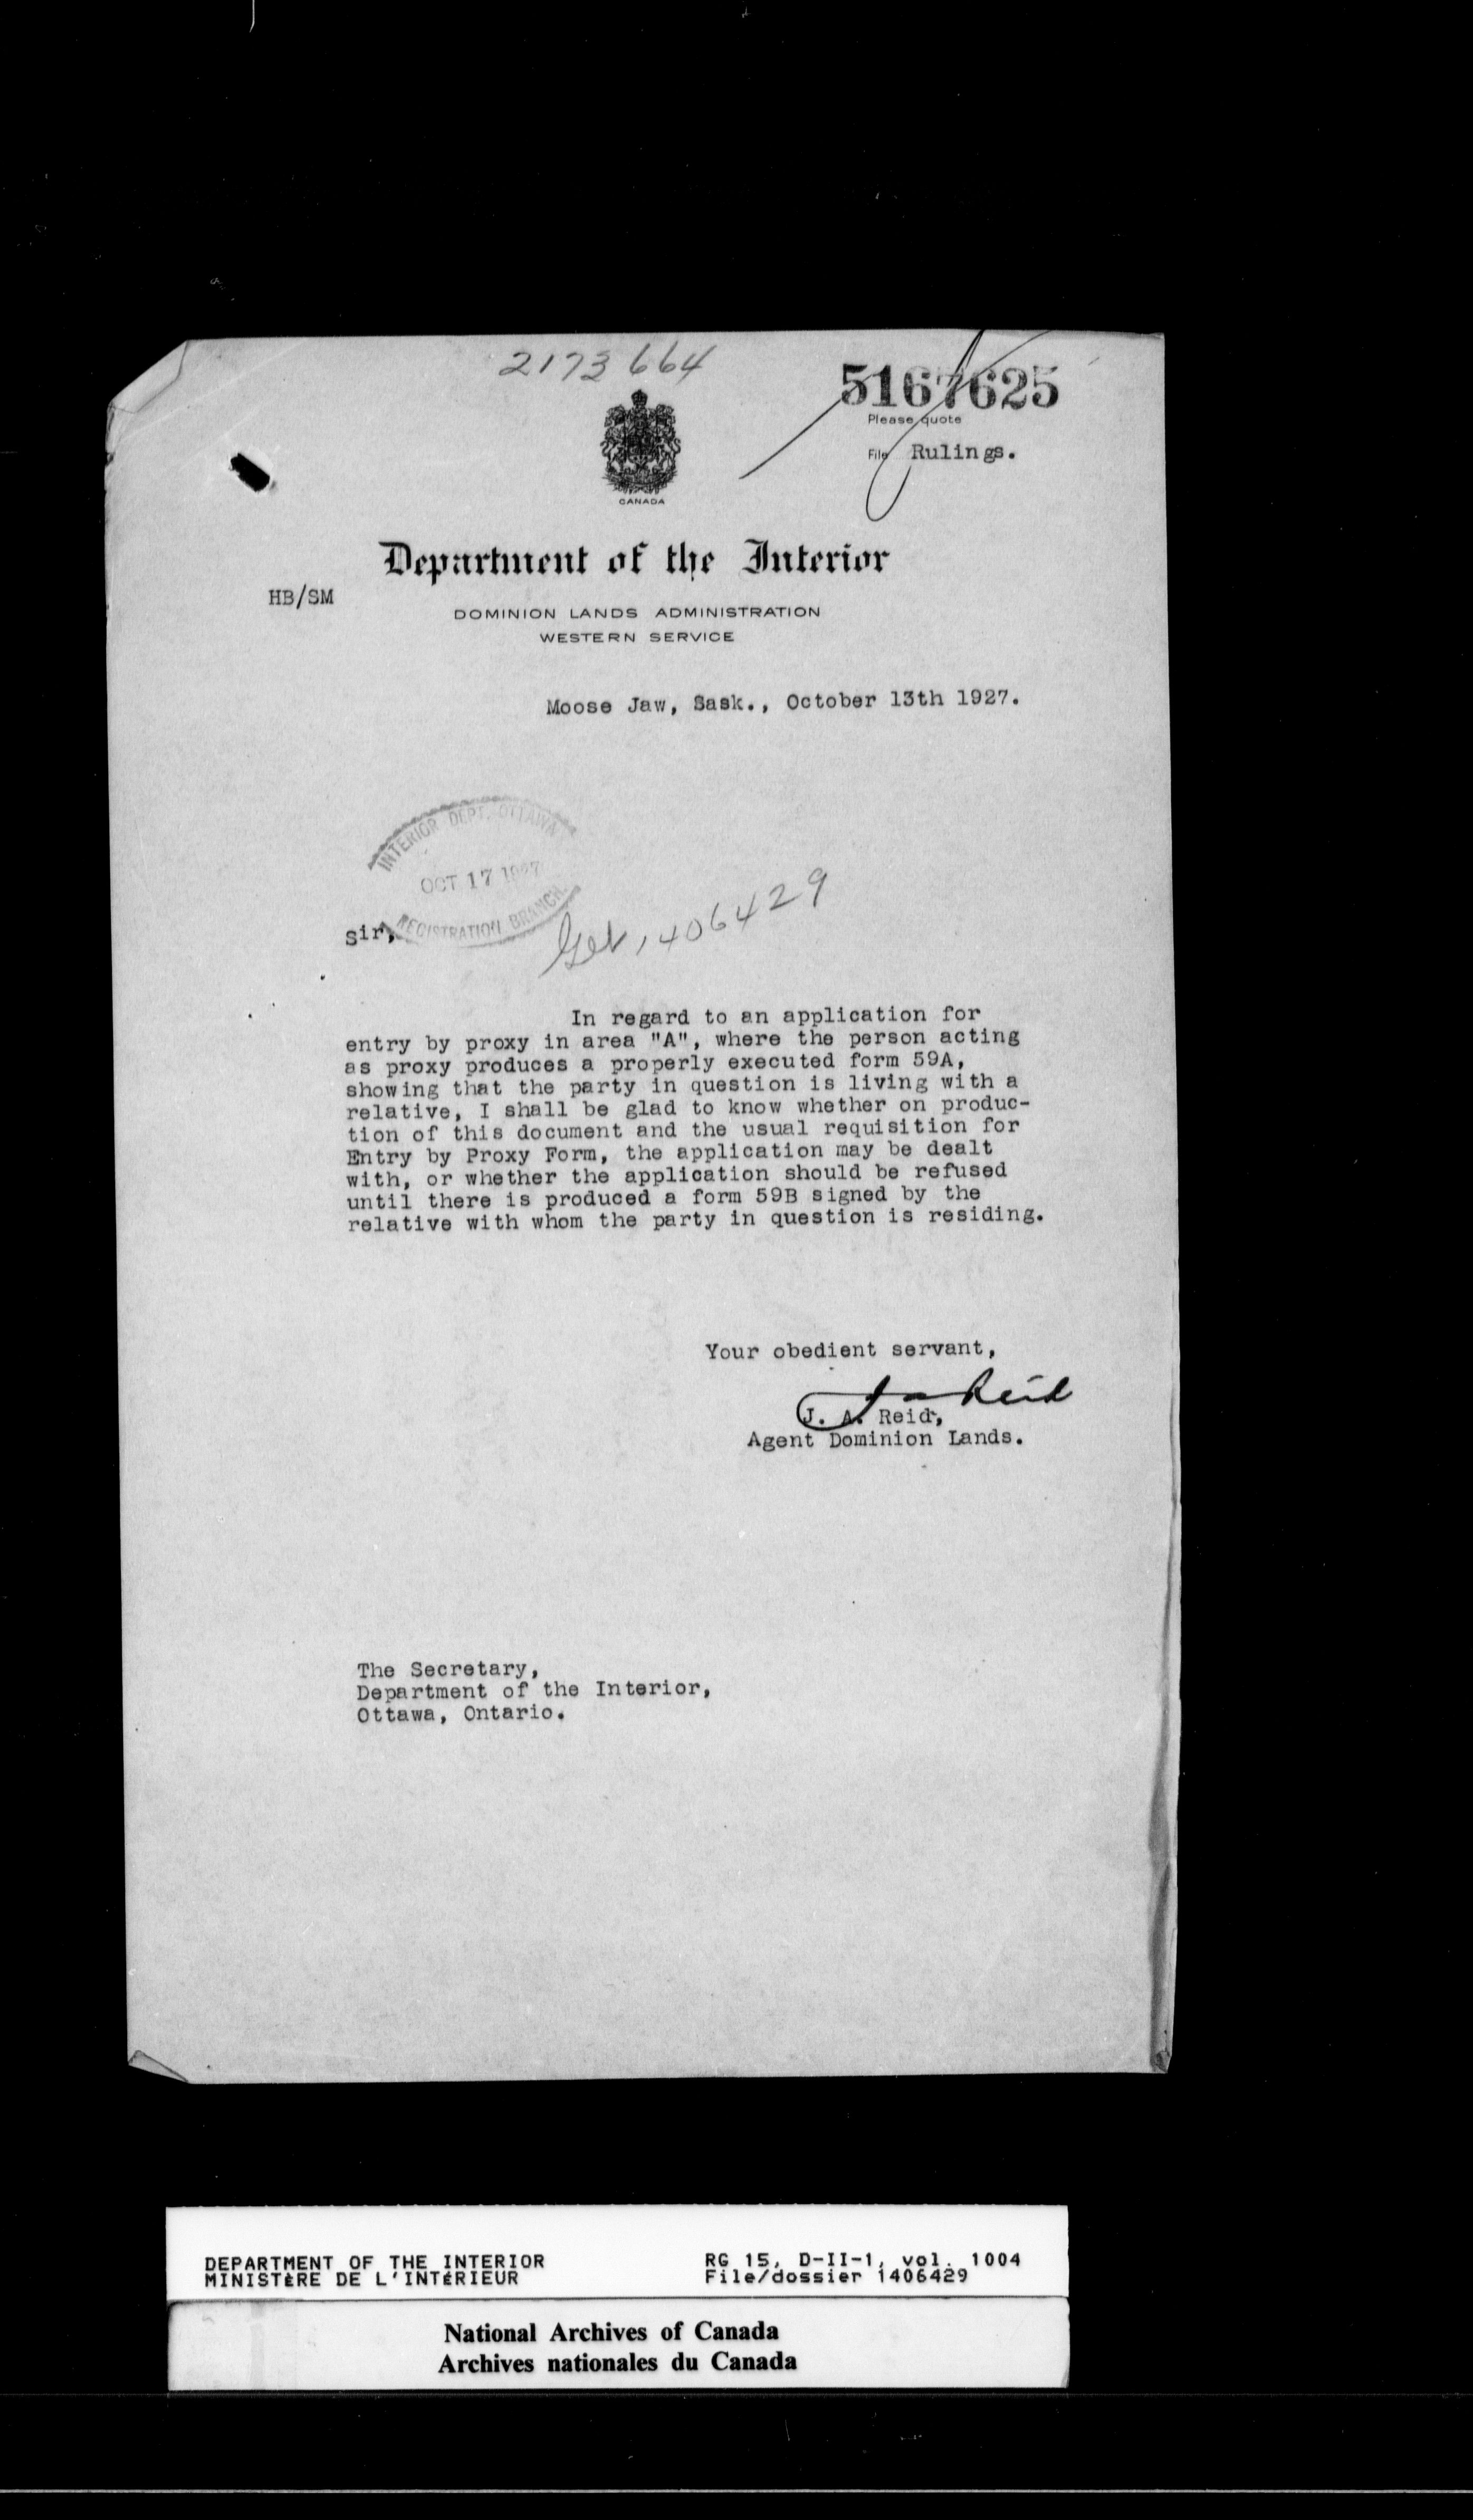 2173664
5167625
Please quote
File Rulings.
CANADA
Department of the Interior
HB/SM
DOMINION LANDS ADMINISTRATION
WESTERN SERVICE
Moose Jaw, Sask., October 13th 1927.
INTERIOR DEPT. OTTAWA
OCT 17 1927
REGISTRATION BRANCH
Sir,
Get 1406429
In regard to an application for
entry by proxy in area "A", where the person acting
as proxy produces a properly executed form 59A,
showing that the party in question is living with a
relative, I shall be glad to know whether on produc-
tion of this document and the usual requisition for
Entry by Proxy Form, the application may be dealt
with, or whether the application should be refused
until there is produced a form 59B signed by the
relative with whom the party in question is residing.
Your obedient servant,
J A Reid
J. A. Reid,
Agent Dominion Lands.
The Secretary,
Department of the Interior,
Ottawa, Ontario.
DEPARTMENT OF THE INTERIOR
MINISTÈRE DE L'INTÉRIEUR
RG 15, D-II-1, vol. 1004
File/dossier 1406429
National Archives of Canada
Archives nationales du Canada